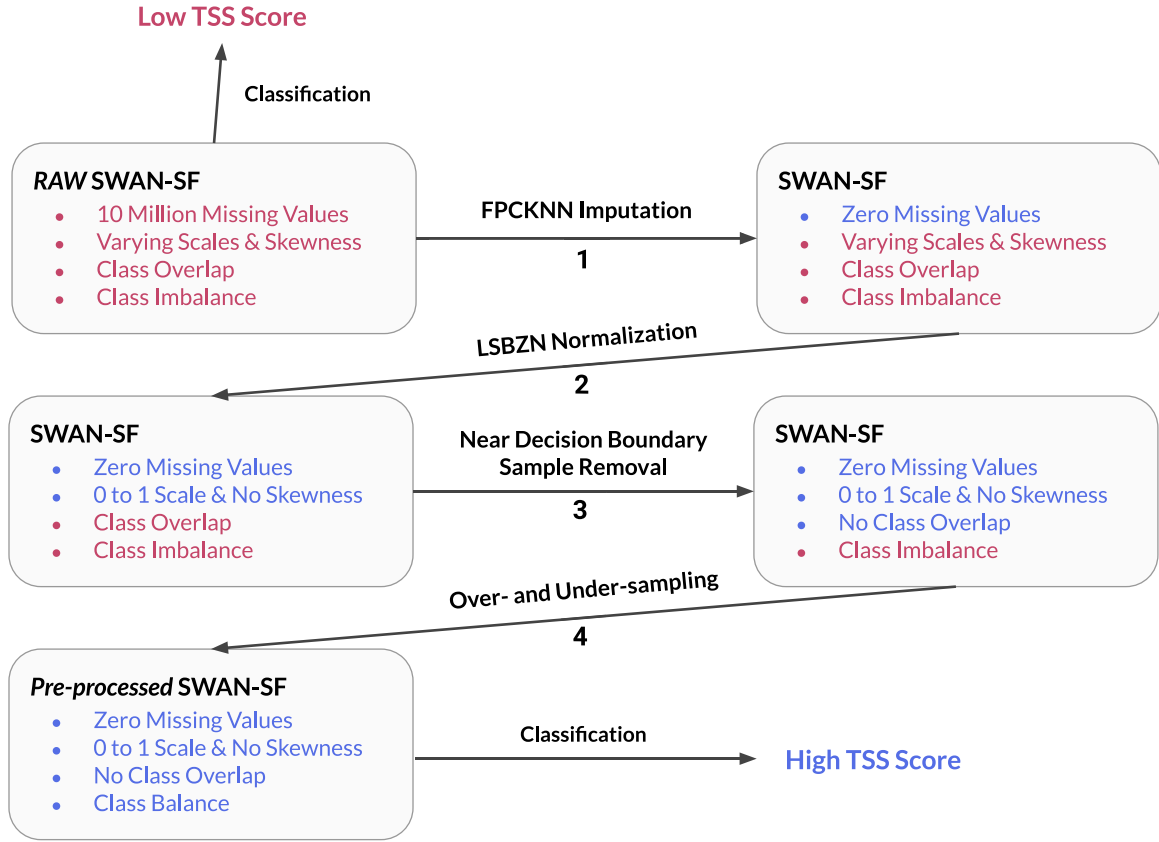 Low TSS Score
Classification
RAW SWAN-SF
• 10 Million Missing Values
• Varying Scales & Skewness
• Class Overlap
• Class Imbalance
FPCKNN Imputation
1
SWAN-SF
• Zero Missing Values
• Varying Scales & Skewness
• Class Overlap
• Class Imbalance
LSBZN Normalization
2
SWAN-SF
• Zero Missing Values
• 0 to 1 Scale & No Skewness
• Class Overlap
• Class Imbalance
Near Decision Boundary
Sample Removal
3
SWAN-SF
• Zero Missing Values
• 0 to 1 Scale & No Skewness
• No Class Overlap
• Class Imbalance
Over- and Under-sampling
4
Pre-processed SWAN-SF
• Zero Missing Values
• 0 to 1 Scale & No Skewness
• No Class Overlap
• Class Balance
Classification
High TSS Score